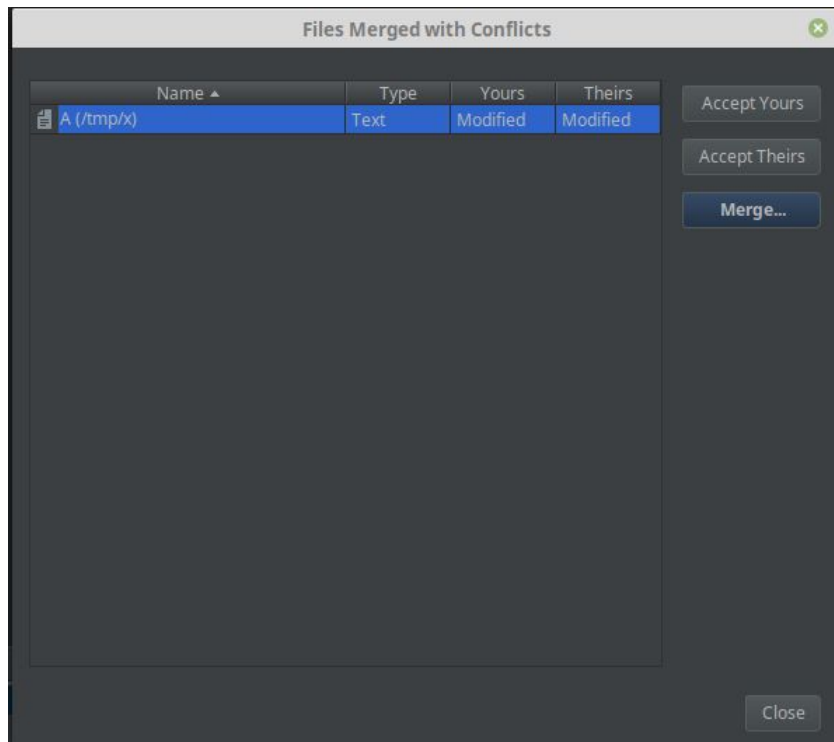 Files Merged with Conflicts
Name Type Yours Theirs
A (/tmp/x) Text Modified Modified
Accept Yours
Accept Theirs
Merge...
Close